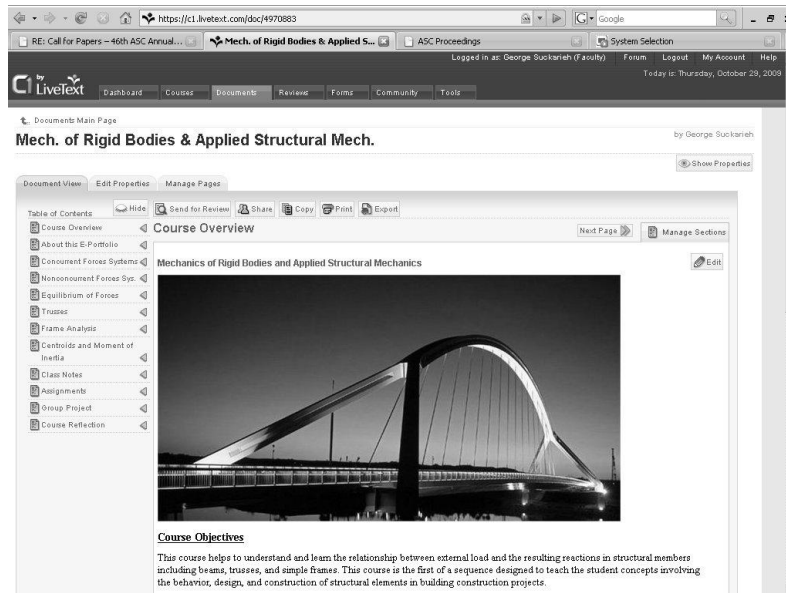 https://c1.livetext.com/doc/4970883
Google
RE: Call for Papers – 46th ASC Annual...
Mech. of Rigid Bodies & Applied S...
ASC Proceedings
System Selection
Logged in as: George Suckarieh (Faculty) Forum Logout My Account Help
Today is: Thursday, October 29, 2009
C1 by LiveText
Dashboard Courses Documents Reviews Forms Community Tools
Documents Main Page
Mech. of Rigid Bodies & Applied Structural Mech.
by George Suckarieh
Show Properties
Document View Edit Properties Manage Pages
Table of Contents Hide
Send for Review Share Copy Print Export
Course Overview
About this E-Portfolio
Concurrent Forces Systems
Nonconcurrent Forces Sys.
Equilibrium of Forces
Trusses
Frame Analysis
Centroids and Moment of
Inertia
Class Notes
Assignments
Group Project
Course Reflection
Course Overview
Next Page Manage Sections
Mechanics of Rigid Bodies and Applied Structural Mechanics
Edit
Course Objectives
This course helps to understand and learn the relationship between external load and the resulting reactions in structural members
including beams, trusses, and simple frames. This course is the first of a sequence designed to teach the student concepts involving
the behavior, design, and construction of structural elements in building construction projects.